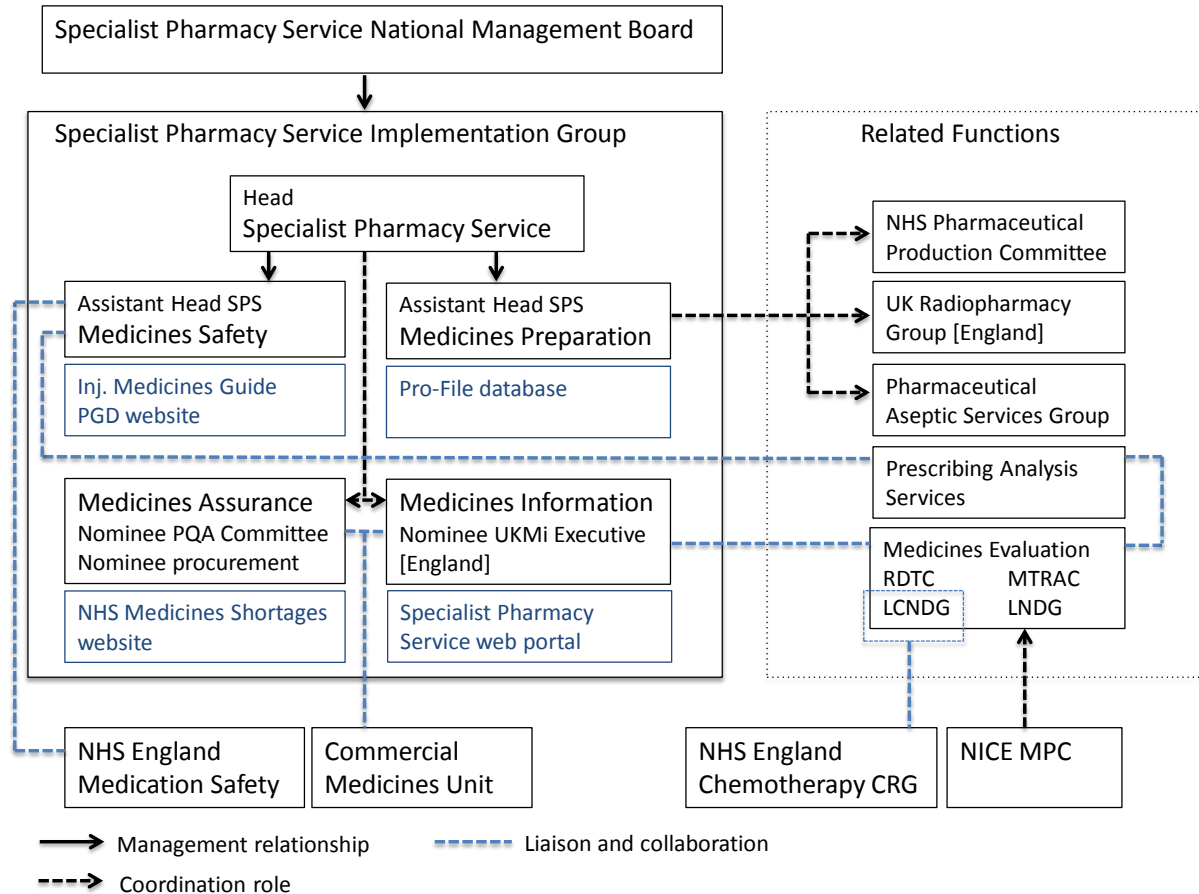 Specialist Pharmacy Service National Management Board
Specialist Pharmacy Service Implementation Group
Related Functions
Head
Specialist Pharmacy Service
NHS Pharmaceutical
Production Committee
Assistant Head SPS
Medicines Safety
Assistant Head SPS
Medicines Preparation
UK Radiopharmacy
Group [England]
Inj. Medicines Guide
PGD website
Pro-File database
Pharmaceutical
Aseptic Services Group
Prescribing Analysis
Services
Medicines Assurance
Nominee PQA Committee
Nominee procurement
Medicines Information
Nominee UKMi Executive
[England]
Medicines Evaluation
RDTC MTRAC
LCNDG LNDG
NHS Medicines Shortages
website
Specialist Pharmacy
Service web portal
NHS England
Medication Safety
Commercial
Medicines Unit
NHS England
Chemotherapy CRG
NICE MPC
Management relationship
Liaison and collaboration
Coordination role